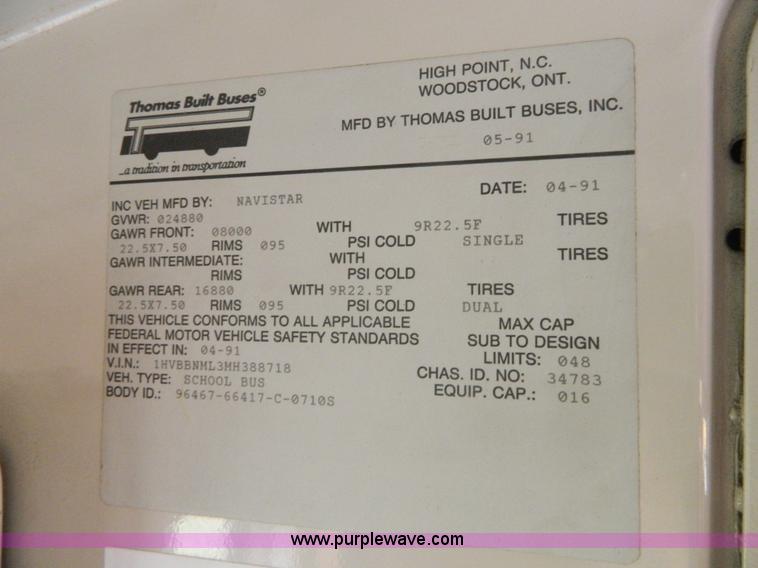 Thomas Built Buses®
...a tradition in transportation
HIGH POINT, N.C.
WOODSTOCK, ONT.
MFD BY THOMAS BUILT BUSES, INC.
05-91
INC VEH MFD BY: NAVISTAR DATE: 04-91
GVWR: 024880
GAWR FRONT: 08000 WITH 9R22.5F TIRES
22.5X7.50 RIMS 095 PSI COLD SINGLE
GAWR INTERMEDIATE: WITH TIRES
RIMS PSI COLD
GAWR REAR: 16880 WITH 9R22.5F TIRES
22.5X7.50 RIMS 095 PSI COLD DUAL
THIS VEHICLE CONFORMS TO ALL APPLICABLE MAX CAP
FEDERAL MOTOR VEHICLE SAFETY STANDARDS SUB TO DESIGN
IN EFFECT IN: 04-91 LIMITS: 048
V.I.N.: 1HVBBNML3MH388718 CHAS. ID. NO: 34783
VEH. TYPE: SCHOOL BUS EQUIP. CAP.: 016
BODY ID.: 96467-66417-C-0710S
www.purplewave.com